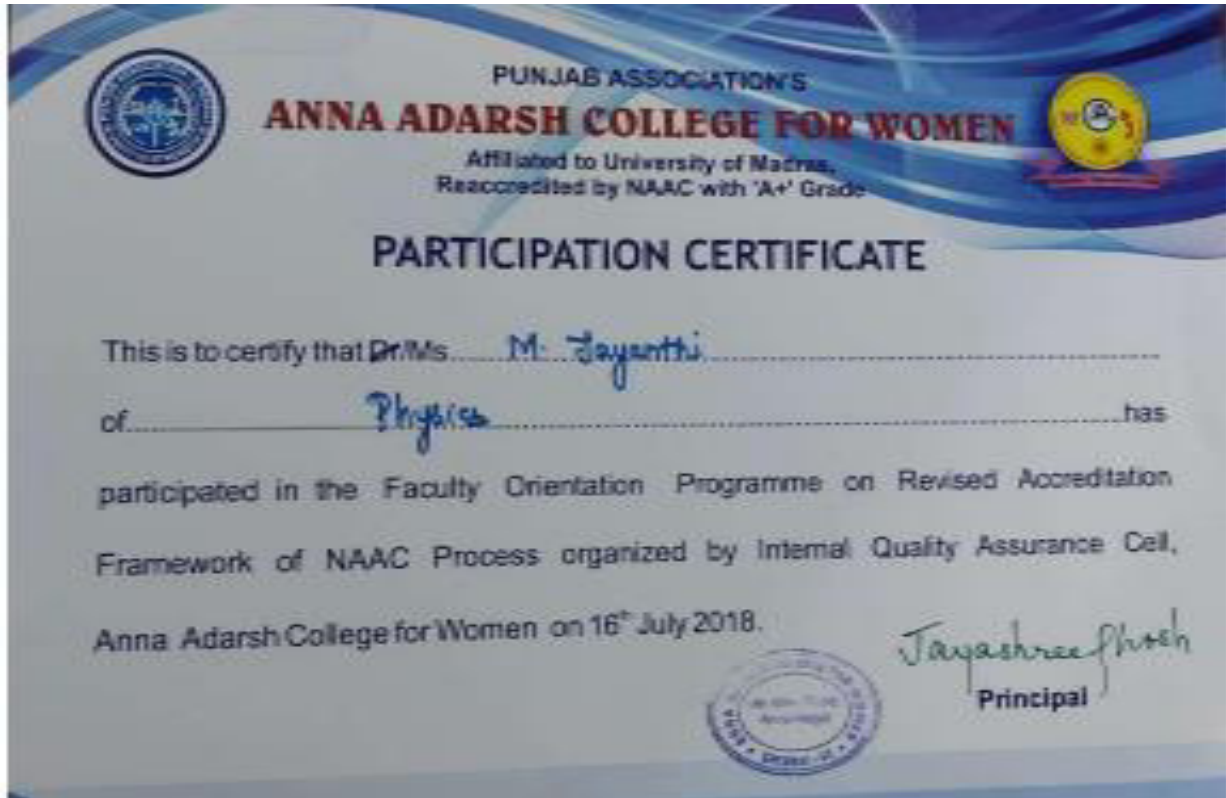 PUNJAB ASSOCIATION'S
ANNA ADARSH COLLEGE FOR WOMEN
Affiliated to University of Madras,
Reaccredited by NAAC with 'A+' Grade
PARTICIPATION CERTIFICATE
This is to certify that Dr/Ms...... M. Jayanthi
of Physics has
participated in the Faculty Orientation Programme on Revised Accreditation
Framework of NAAC Process organized by Internal Quality Assurance Cell,
Anna Adarsh College for Women on 16th July 2018.
Jayashree Ghosh
Principal